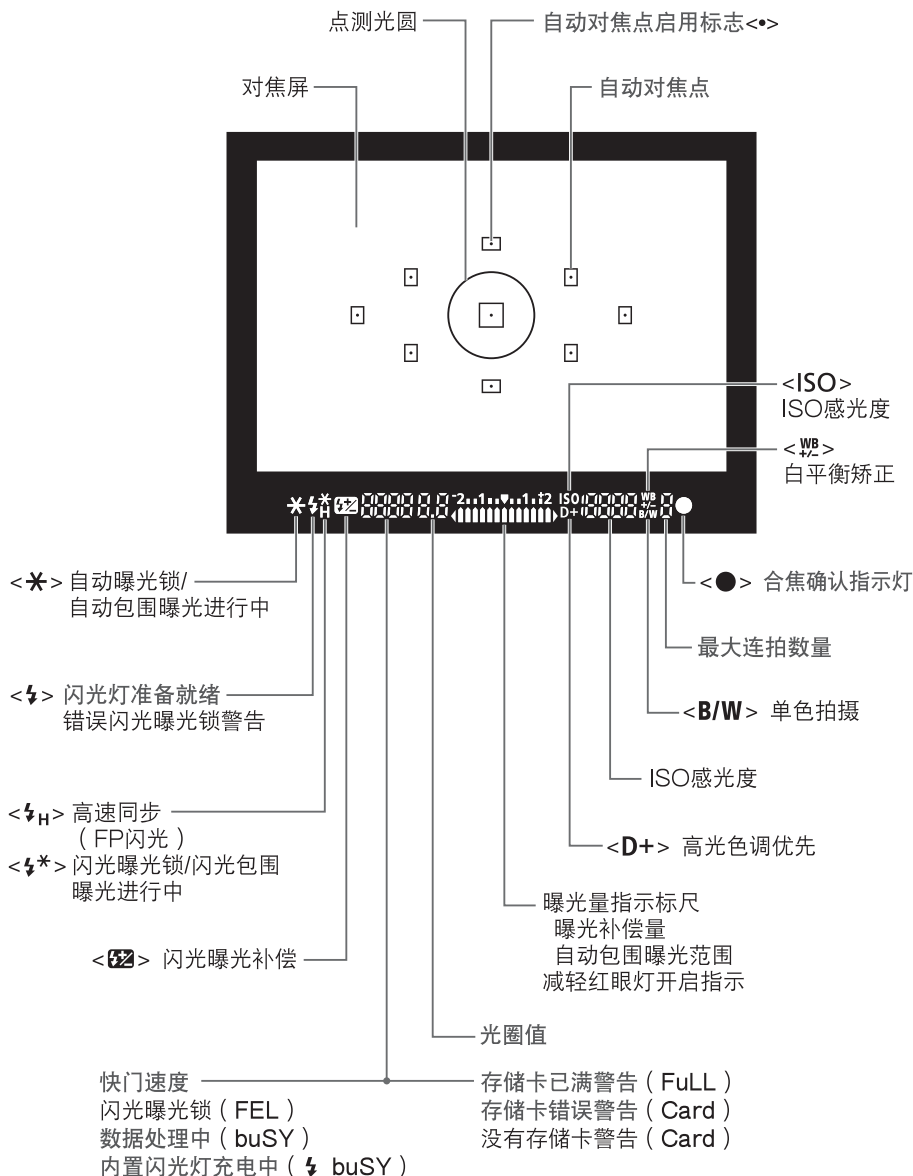 点测光圆
自动对焦点启用标志<•>
对焦屏
自动对焦点
<ISO>
ISO感光度
<WB +/->
白平衡矫正
-2..1..▼..1.+2 ISO WB +/-
D+ B/W
<✱> 自动曝光锁/
自动包围曝光进行中
<●> 合焦确认指示灯
最大连拍数量
<⚡> 闪光灯准备就绪
错误闪光曝光锁警告
<B/W> 单色拍摄
ISO感光度
<⚡H> 高速同步
(FP闪光)
<⚡*> 闪光曝光锁/闪光包围
曝光进行中
<D+> 高光色调优先
曝光量指示标尺
曝光补偿量
自动包围曝光范围
减轻红眼灯开启指示
<⚡±> 闪光曝光补偿
光圈值
快门速度
闪光曝光锁(FEL)
数据处理中(buSY)
内置闪光灯充电中(⚡ buSY)
存储卡已满警告(FuLL)
存储卡错误警告(Card)
没有存储卡警告(Card)